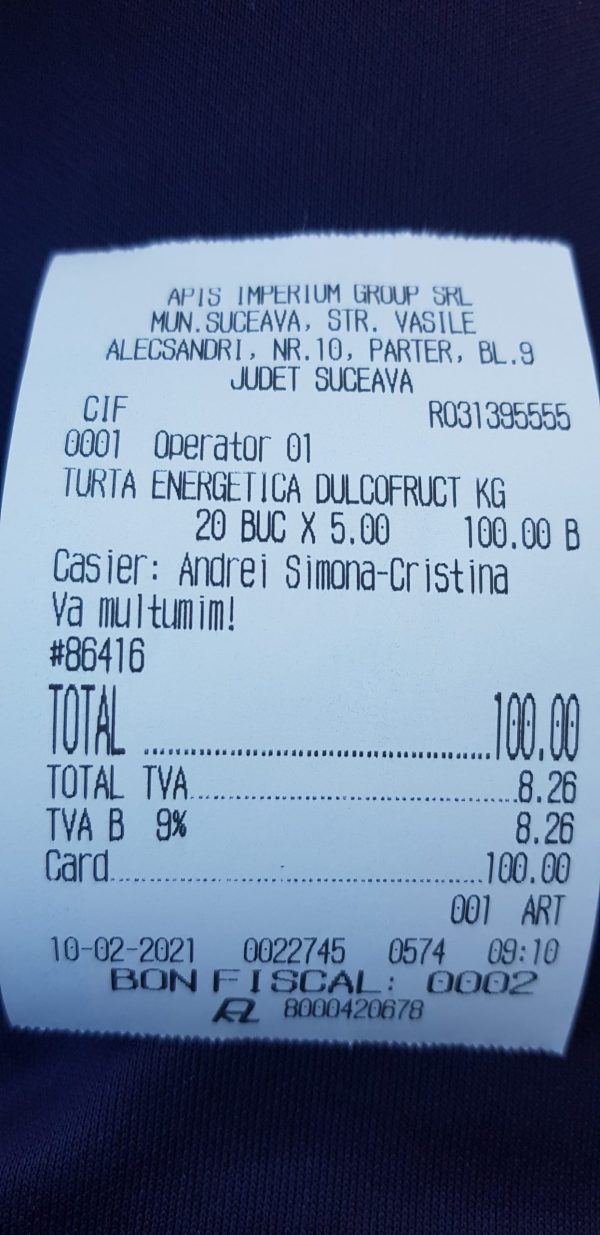 APIS IMPERIUM GROUP SRL
MUN.SUCEAVA, STR. VASILE
ALECSANDRI, NR.10, PARTER, BL.9
JUDET SUCEAVA
CIF RO31395555
0001 Operator 01
TURTA ENERGETICA DULCOFRUCT KG
20 BUC X 5.00 100.00 B
Casier: Andrei Simona-Cristina
Va multumim!
#86416
TOTAL ........................................100.00
TOTAL TVA........................................8.26
TVA B 9% 8.26
Card........................................100.00
001 ART
10-02-2021 0022745 0574 09:10
BON FISCAL: 0002
8000420678